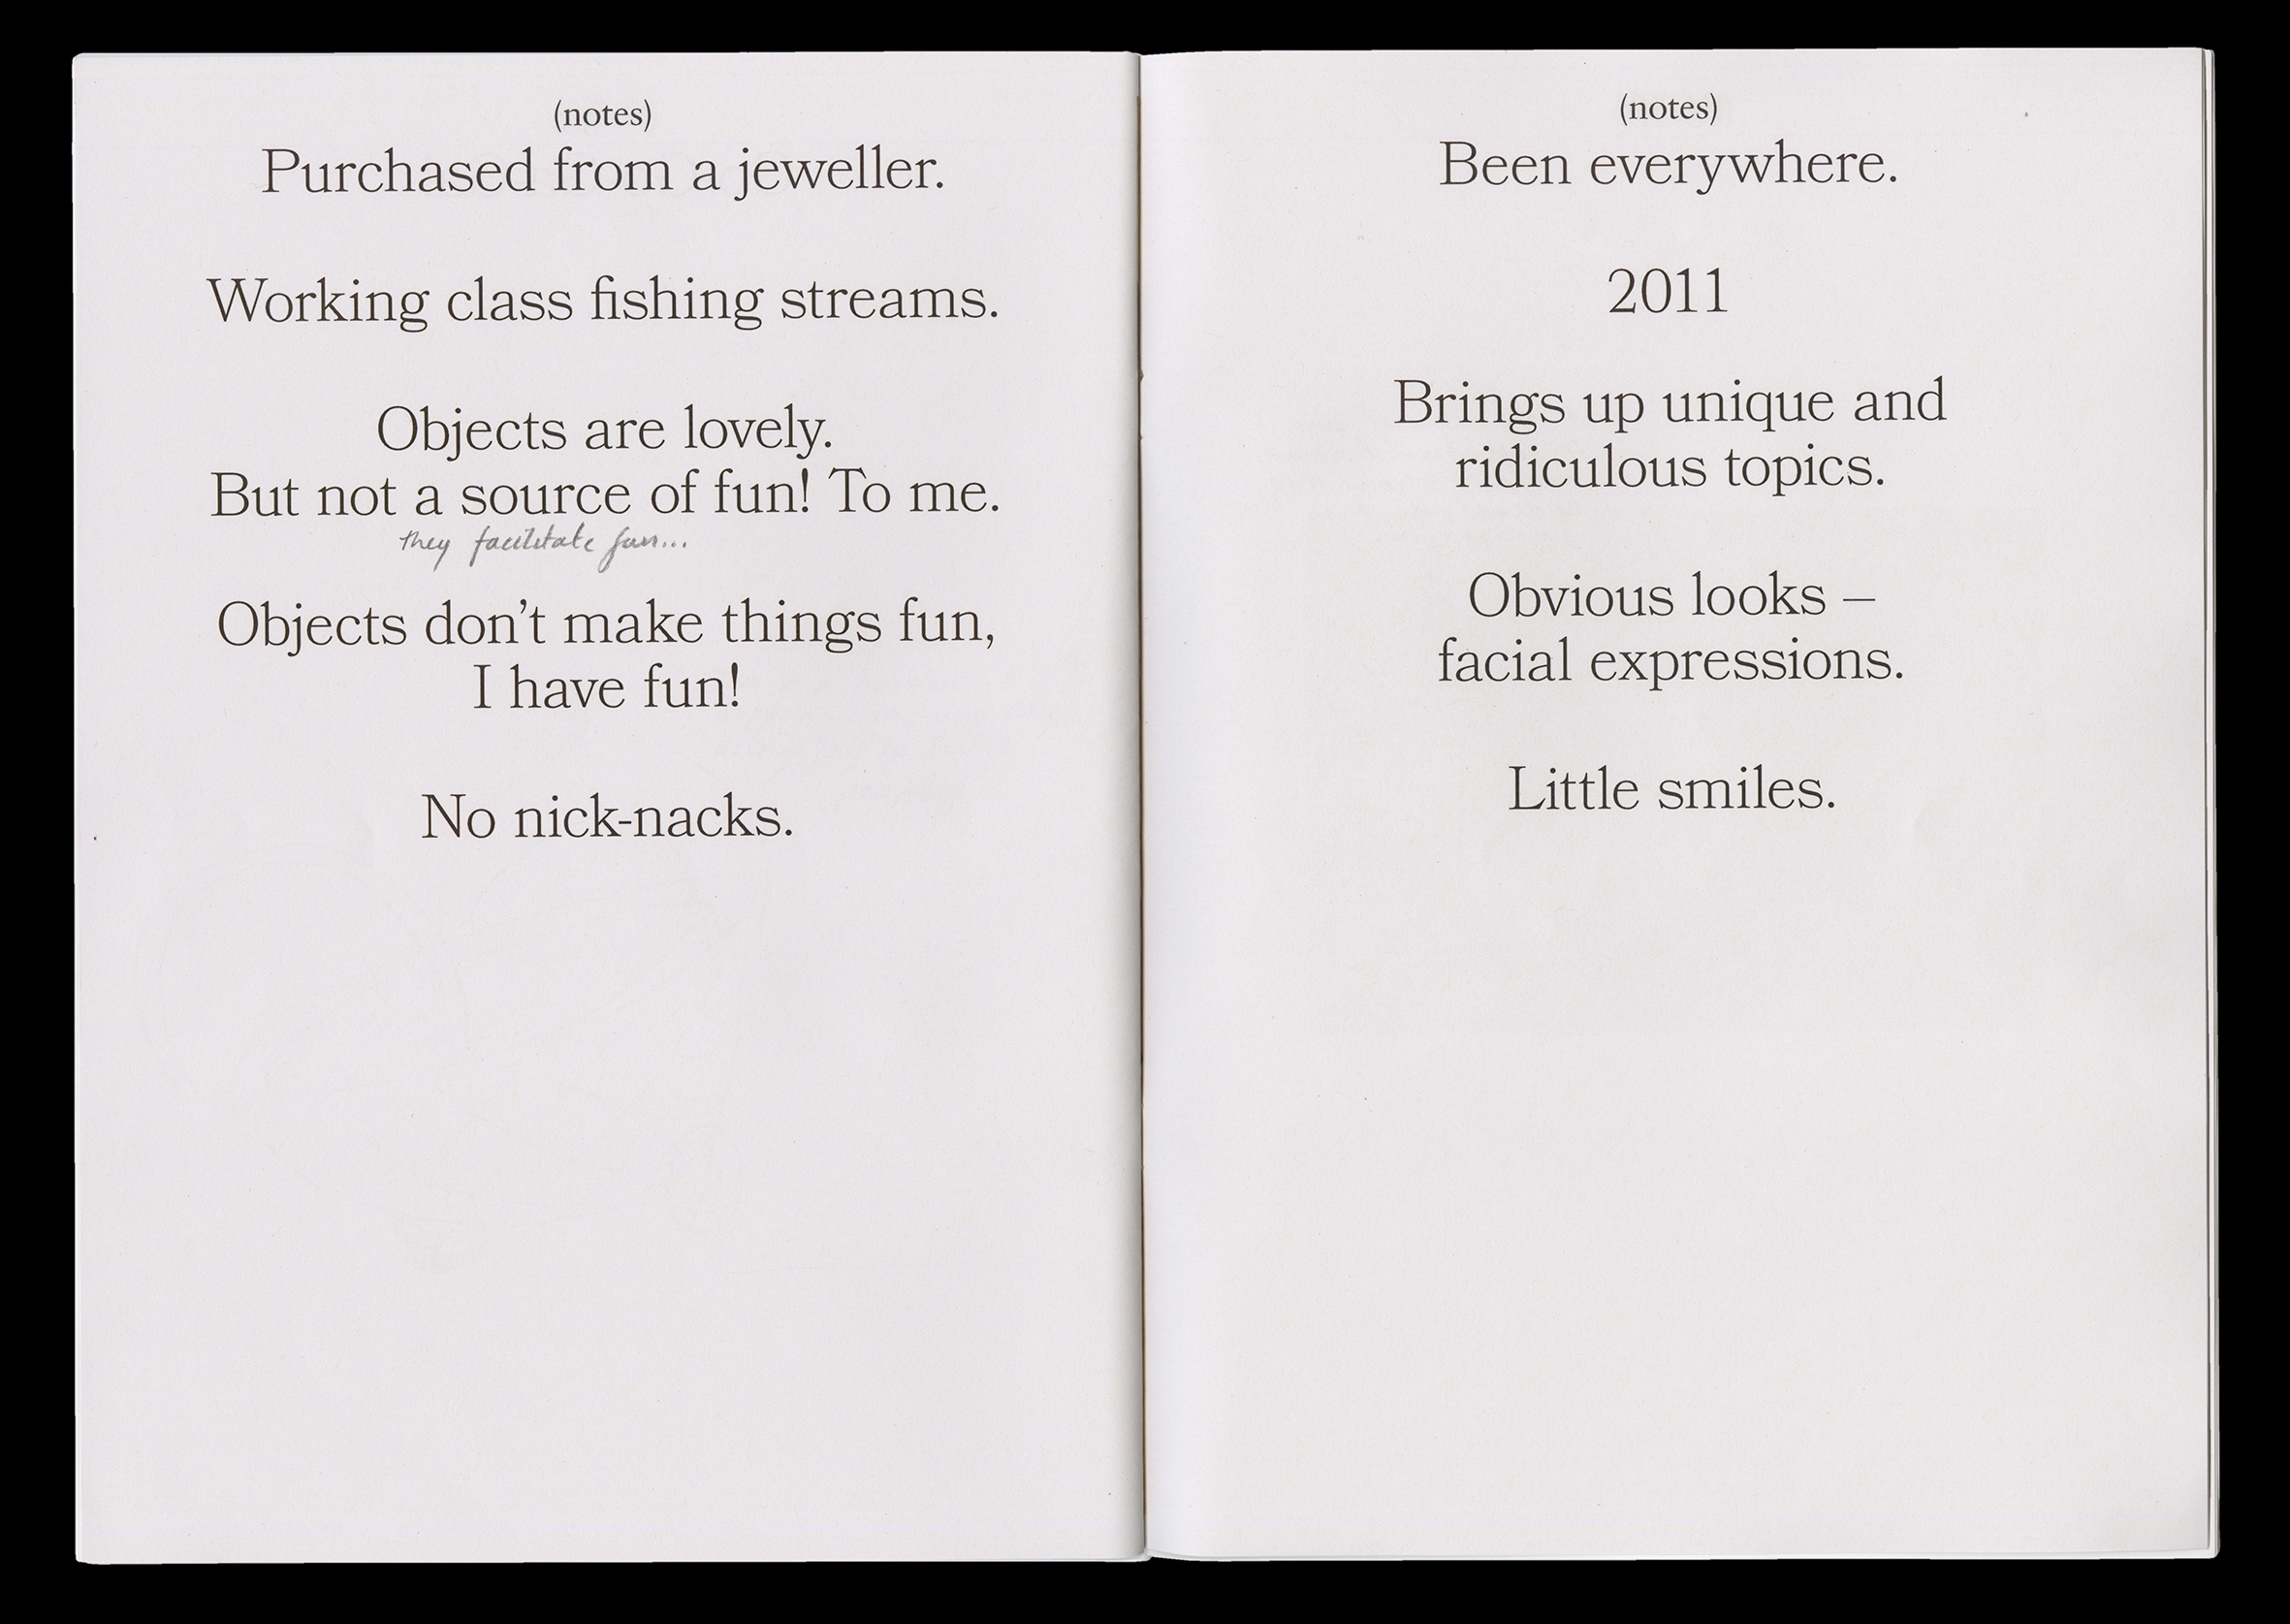 (notes)
Purchased from a jeweller.
Working class fishing streams.
Objects are lovely.
But not a source of fun! To me.
they facilitate fun...
Objects don’t make things fun,
I have fun!
No nick-nacks.
(notes)
Been everywhere.
2011
Brings up unique and
ridiculous topics.
Obvious looks –
facial expressions.
Little smiles.